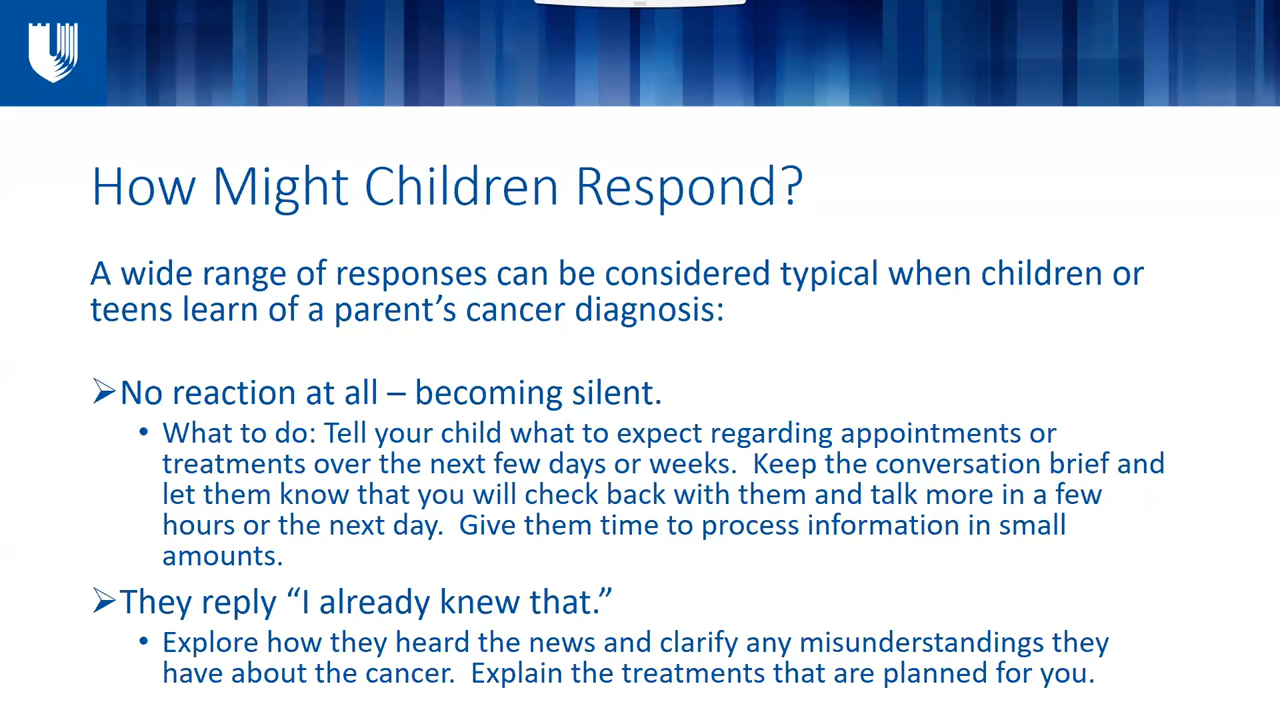 How Might Children Respond?
A wide range of responses can be considered typical when children or
teens learn of a parent’s cancer diagnosis:
➢No reaction at all – becoming silent.
• What to do: Tell your child what to expect regarding appointments or
treatments over the next few days or weeks.  Keep the conversation brief and
let them know that you will check back with them and talk more in a few
hours or the next day.  Give them time to process information in small
amounts.
➢They reply “I already knew that.”
• Explore how they heard the news and clarify any misunderstandings they
have about the cancer.  Explain the treatments that are planned for you.